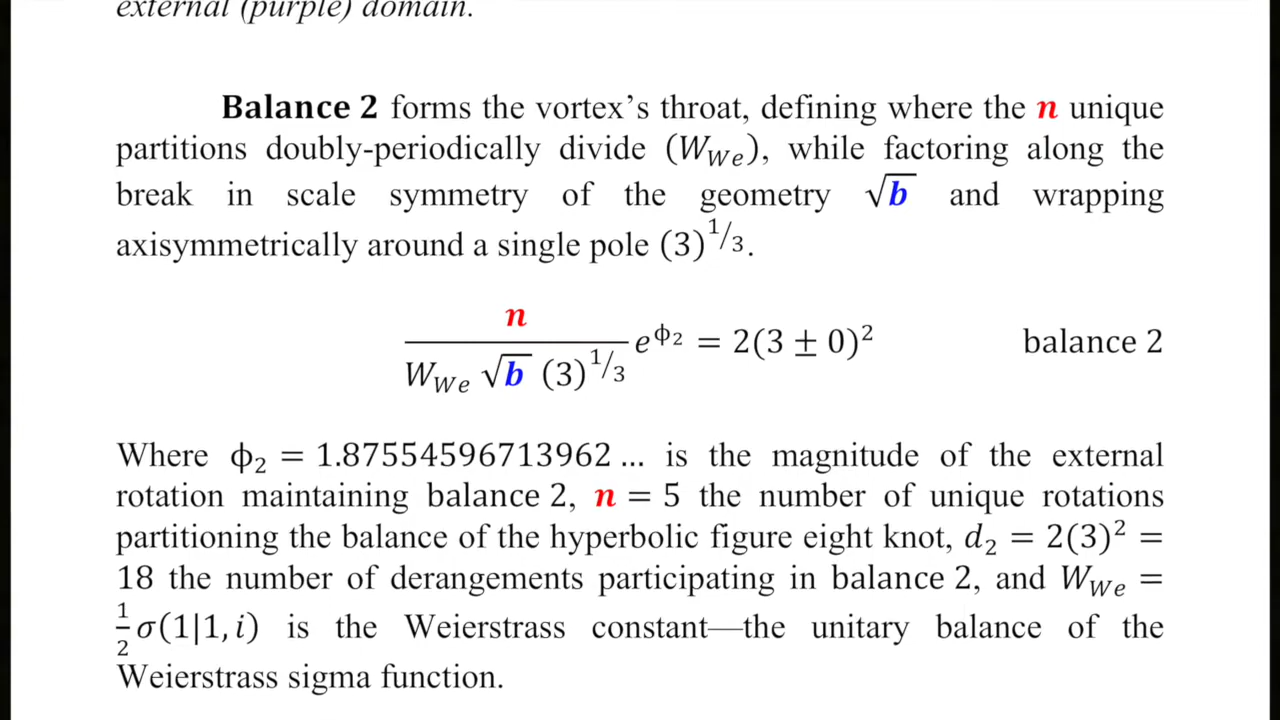 external (purple) domain.
Balance 2 forms the vortex’s throat, defining where the n unique
partitions doubly-periodically divide (W_We), while factoring along the
break in scale symmetry of the geometry √b and wrapping
axisymmetrically around a single pole (3)^1/3.
n / (W_We √b (3)^1/3) e^ϕ₂ = 2(3 ± 0)² balance 2
Where ϕ₂ = 1.87554596713962 ... is the magnitude of the external
rotation maintaining balance 2, n = 5 the number of unique rotations
partitioning the balance of the hyperbolic figure eight knot, d₂ = 2(3)² =
18 the number of derangements participating in balance 2, and W_We =
1/2 σ(1|1, i) is the Weierstrass constant—the unitary balance of the
Weierstrass sigma function.